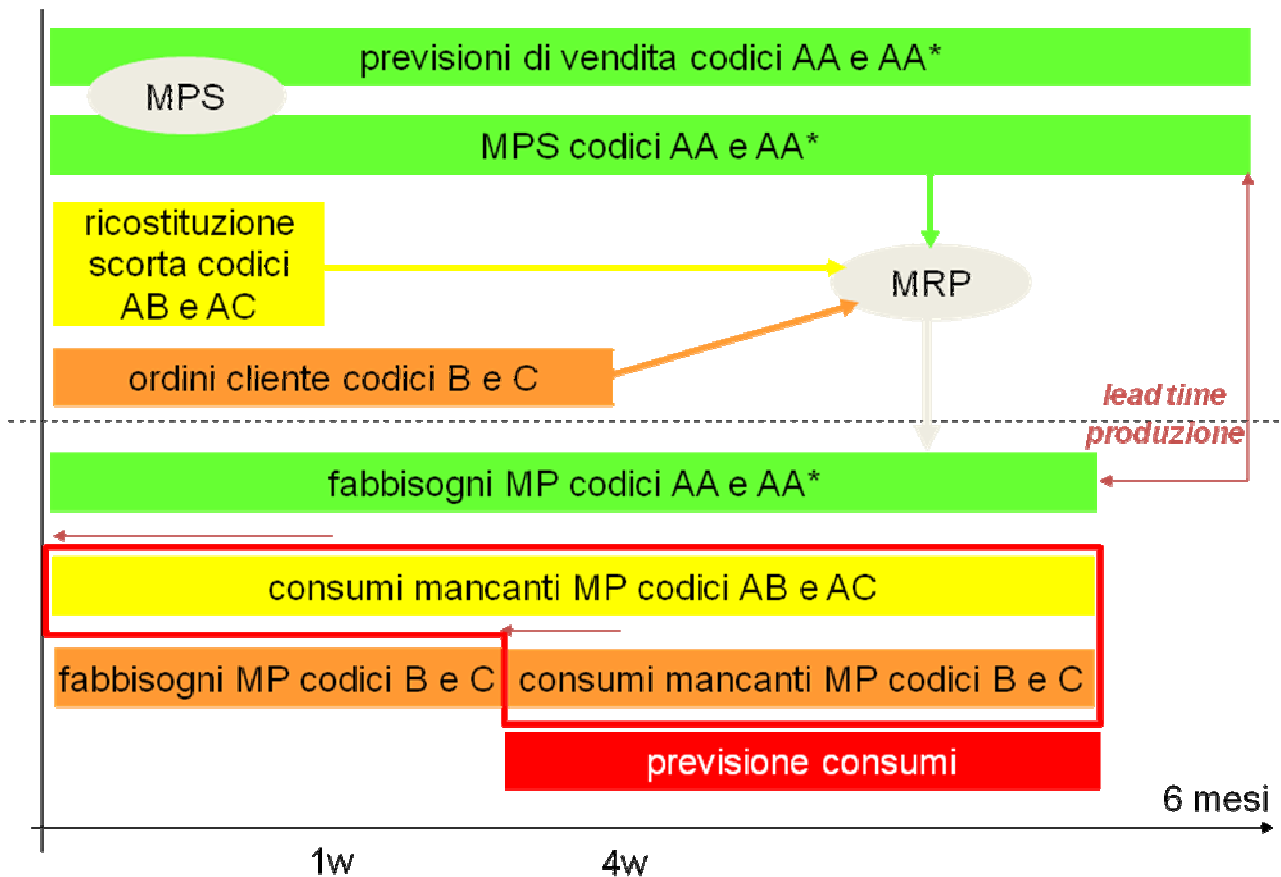 previsioni di vendita codici AA e AA*
MPS
MPS codici AA e AA*
ricostituzione
scorta codici
AB e AC
MRP
ordini cliente codici B e C
lead time
produzione
fabbisogni MP codici AA e AA*
consumi mancanti MP codici AB e AC
fabbisogni MP codici B e C
consumi mancanti MP codici B e C
previsione consumi
6 mesi
1w
4w